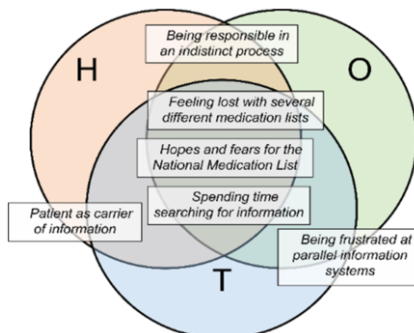 Being responsible in
an indistinct process
H
O
Feeling lost with several
different medication lists
Hopes and fears for the
National Medication List
Spending time
searching for information
Patient as carrier
of information
Being frustrated at
parallel information
systems
T